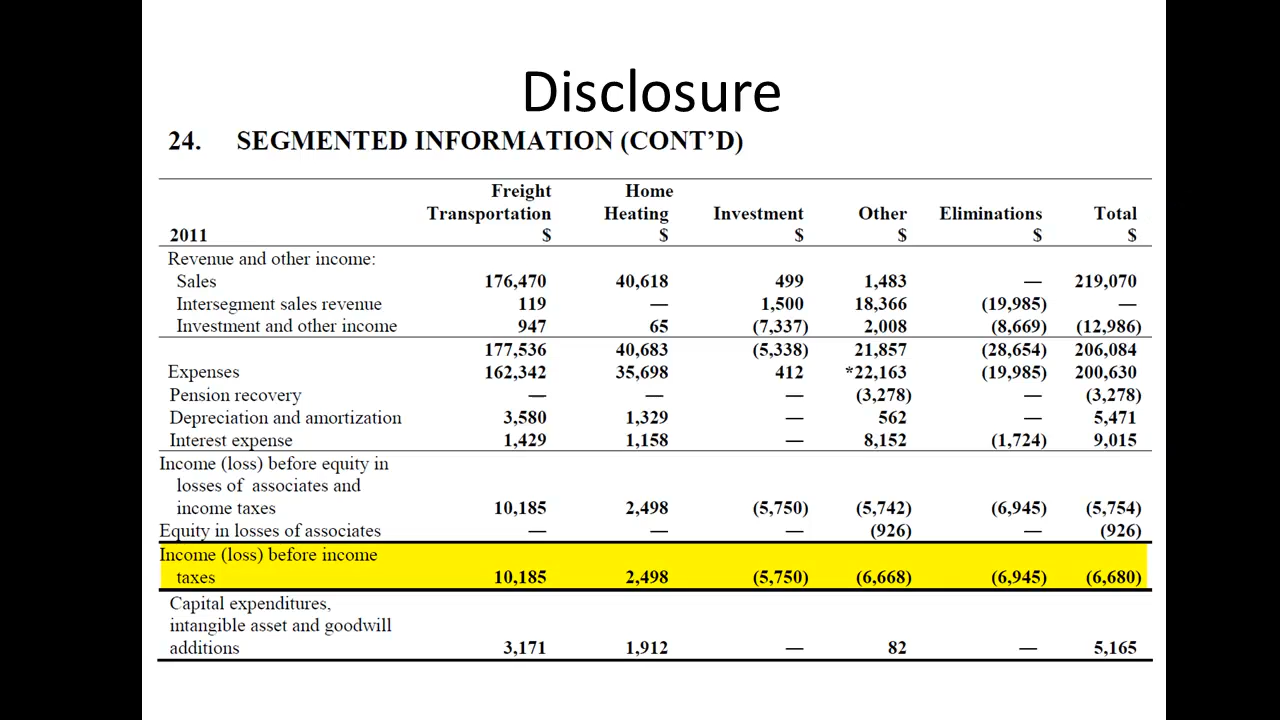 Disclosure
24. SEGMENTED INFORMATION (CONT'D)
Freight Home
Transportation Heating Investment Other Eliminations Total
2011 $ $ $ $ $ $
Revenue and other income:
Sales 176,470 40,618 499 1,483 — 219,070
Intersegment sales revenue 119 — 1,500 18,366 (19,985) —
Investment and other income 947 65 (7,337) 2,008 (8,669) (12,986)
177,536 40,683 (5,338) 21,857 (28,654) 206,084
Expenses 162,342 35,698 412 *22,163 (19,985) 200,630
Pension recovery — — — (3,278) — (3,278)
Depreciation and amortization 3,580 1,329 — 562 — 5,471
Interest expense 1,429 1,158 — 8,152 (1,724) 9,015
Income (loss) before equity in
losses of associates and
income taxes 10,185 2,498 (5,750) (5,742) (6,945) (5,754)
Equity in losses of associates — — — (926) — (926)
Income (loss) before income
taxes 10,185 2,498 (5,750) (6,668) (6,945) (6,680)
Capital expenditures,
intangible asset and goodwill
additions 3,171 1,912 — 82 — 5,165